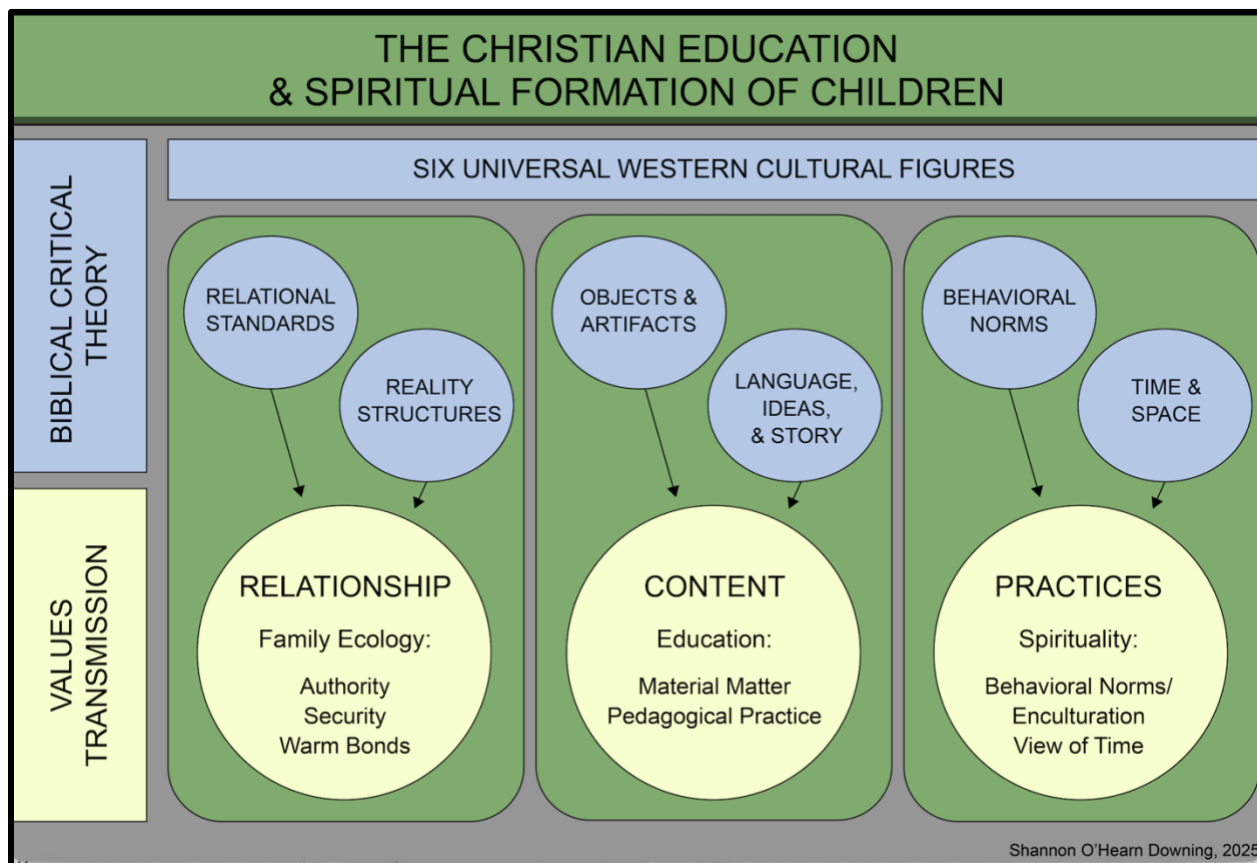 THE CHRISTIAN EDUCATION
& SPIRITUAL FORMATION OF CHILDREN
BIBLICAL CRITICAL
THEORY
SIX UNIVERSAL WESTERN CULTURAL FIGURES
RELATIONAL
STANDARDS
REALITY
STRUCTURES
OBJECTS &
ARTIFACTS
LANGUAGE,
IDEAS,
& STORY
BEHAVIORAL
NORMS
TIME &
SPACE
VALUES
TRANSMISSION
RELATIONSHIP
Family Ecology:
Authority
Security
Warm Bonds
CONTENT
Education:
Material Matter
Pedagogical Practice
PRACTICES
Spirituality:
Behavioral Norms/
Enculturation
View of Time
Shannon O'Hearn Downing, 2025